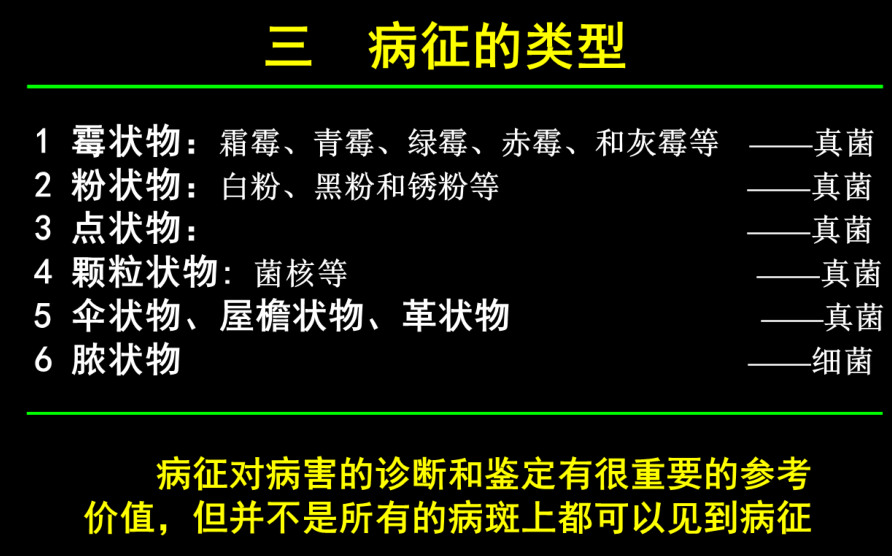 三 病征的类型
1 霉状物：霜霉、青霉、绿霉、赤霉、和灰霉等 ——真菌
2 粉状物：白粉、黑粉和锈粉等 ——真菌
3 点状物： ——真菌
4 颗粒状物：菌核等 ——真菌
5 伞状物、屋檐状物、革状物 ——真菌
6 脓状物 ——细菌
病征对病害的诊断和鉴定有很重要的参考
价值，但并不是所有的病斑上都可以见到病征